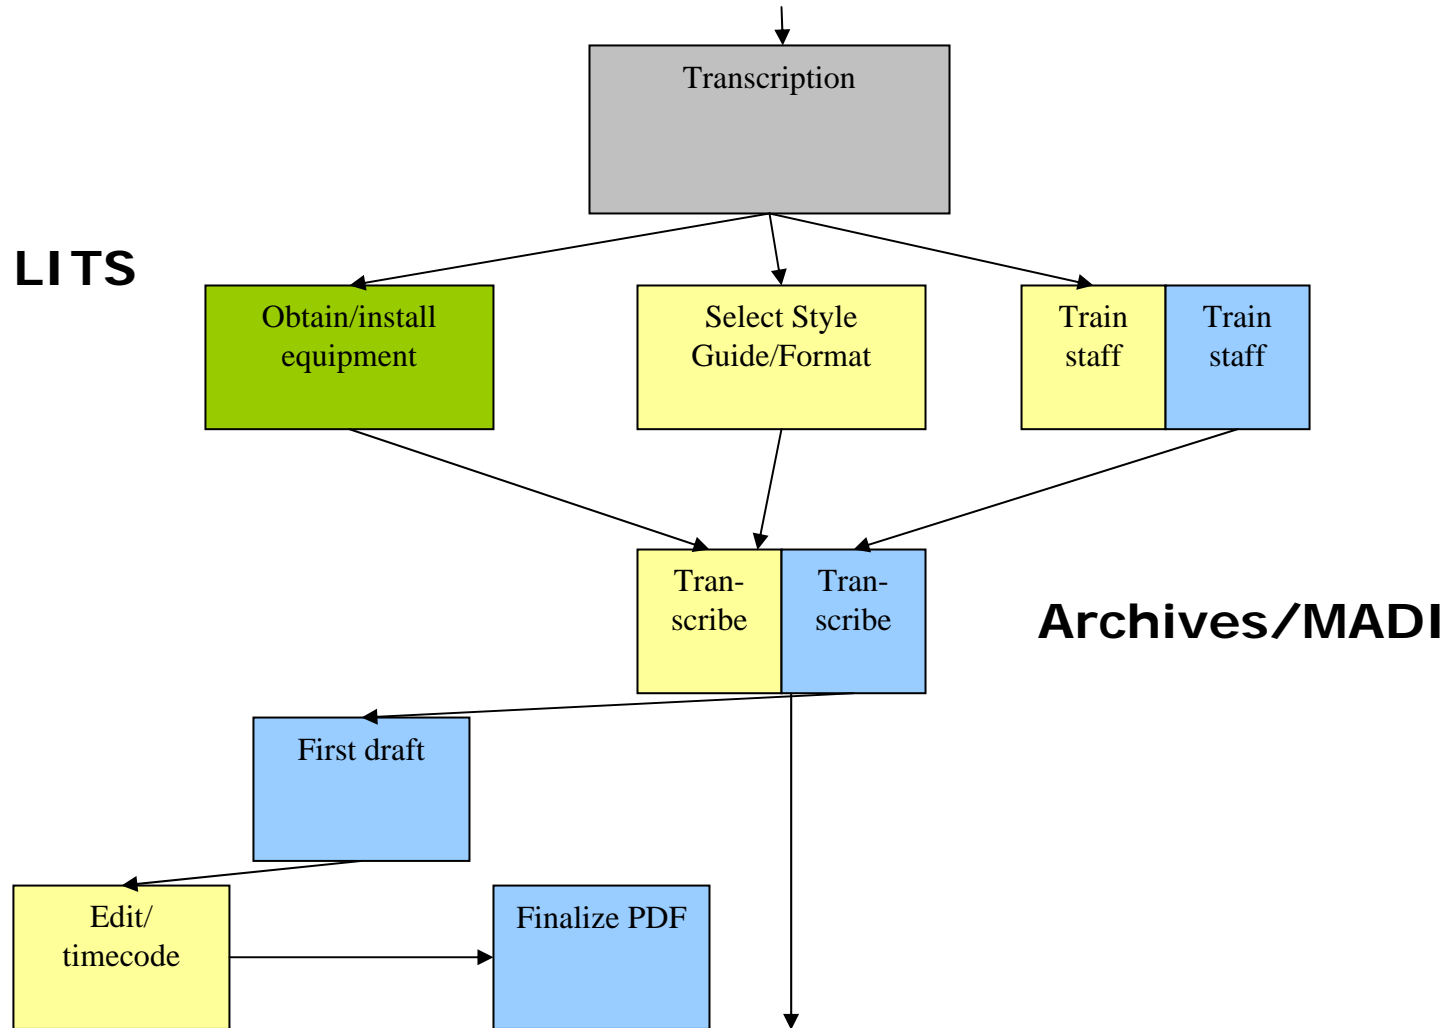 Transcription
LITS
Obtain/install
equipment
Select Style
Guide/Format
Train
staff
Train
staff
Tran-
scribe
Tran-
scribe
Archives/MADI
First draft
Edit/
timecode
Finalize PDF